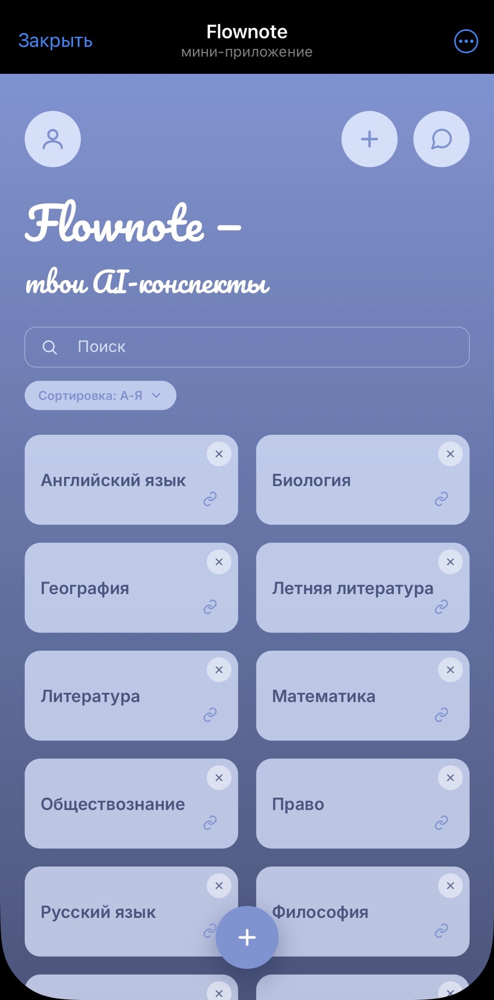 Закрыть
Flownote
мини-приложение
Flownote –
твои AI-конспекты
Поиск
Сортировка: А-Я
Английский язык
Биология
География
Летняя литература
Литература
Математика
Обществознание
Право
Русский язык
Философия